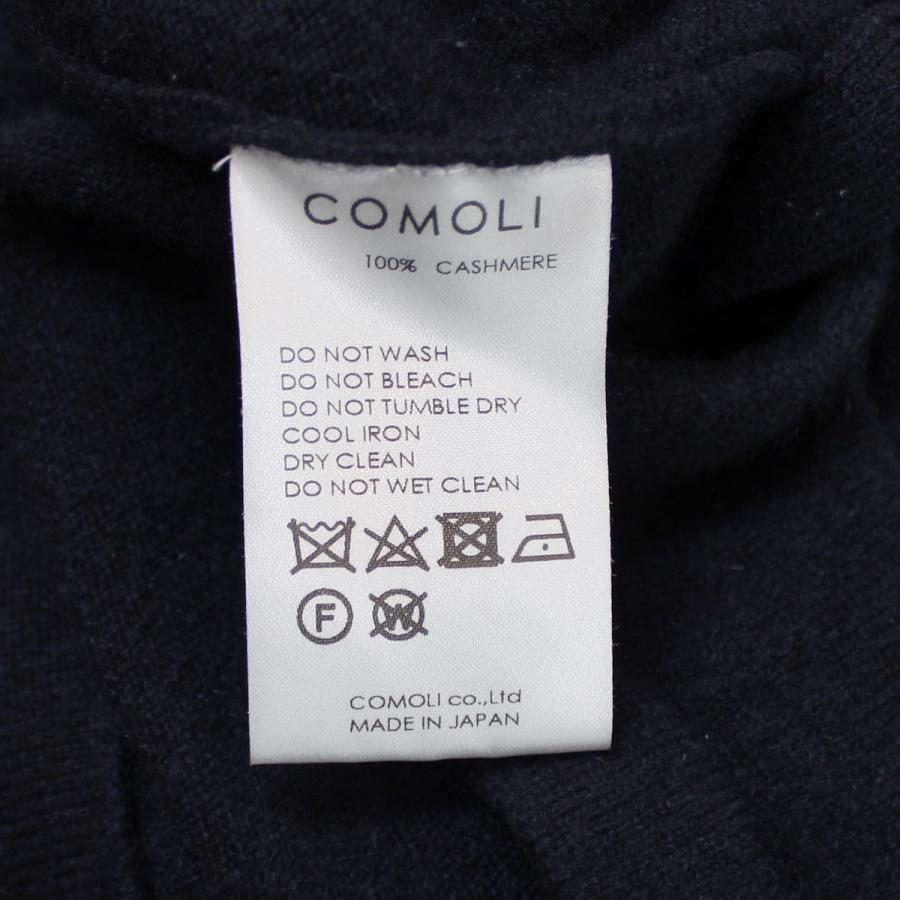 COMOLI
100% CASHMERE
DO NOT WASH
DO NOT BLEACH
DO NOT TUMBLE DRY
COOL IRON
DRY CLEAN
DO NOT WET CLEAN
F W
COMOLI co.,Ltd
MADE IN JAPAN